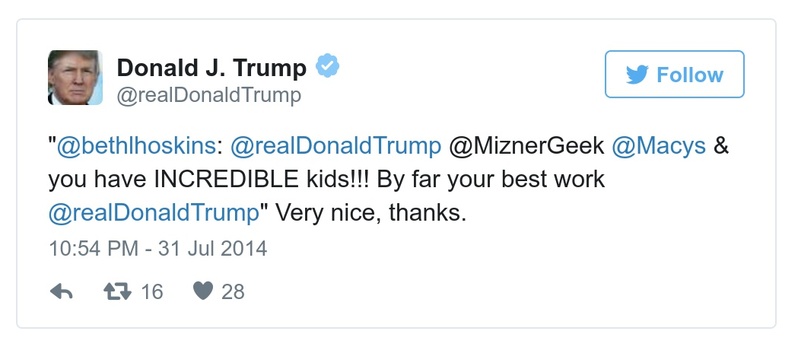 Donald J. Trump
@realDonaldTrump
Follow
"@bethlhoskins: @realDonaldTrump @MiznerGeek @Macys &
you have INCREDIBLE kids!!! By far your best work
@realDonaldTrump" Very nice, thanks.
10:54 PM - 31 Jul 2014
16 28